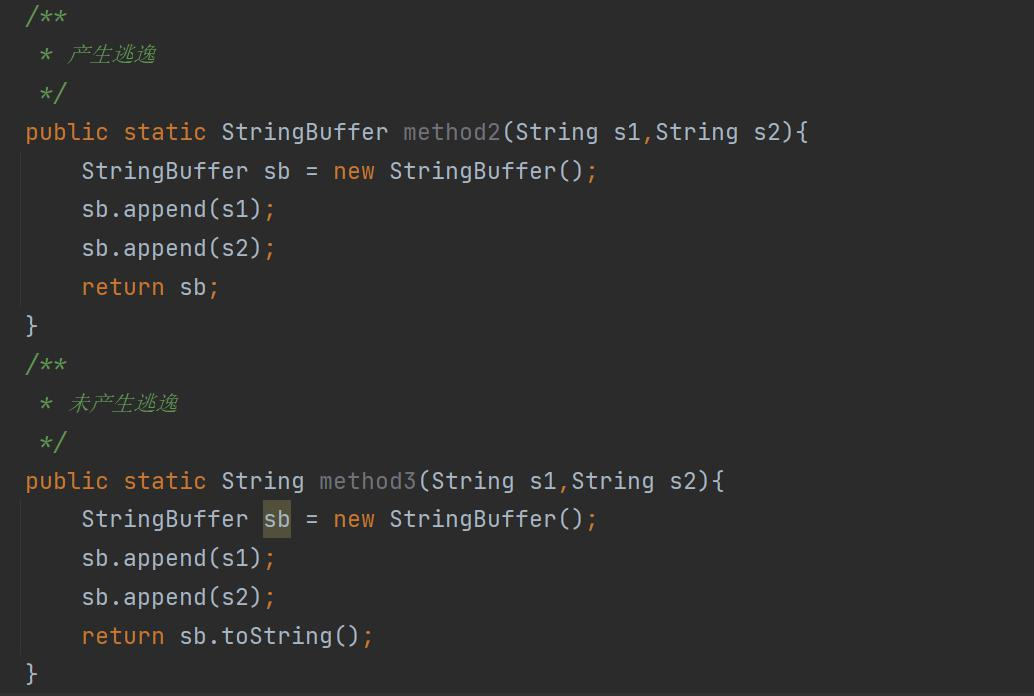 /**
 * 产生逃逸
 */
public static StringBuffer method2(String s1,String s2){
    StringBuffer sb = new StringBuffer();
    sb.append(s1);
    sb.append(s2);
    return sb;
}
/**
 * 未产生逃逸
 */
public static String method3(String s1,String s2){
    StringBuffer sb = new StringBuffer();
    sb.append(s1);
    sb.append(s2);
    return sb.toString();
}